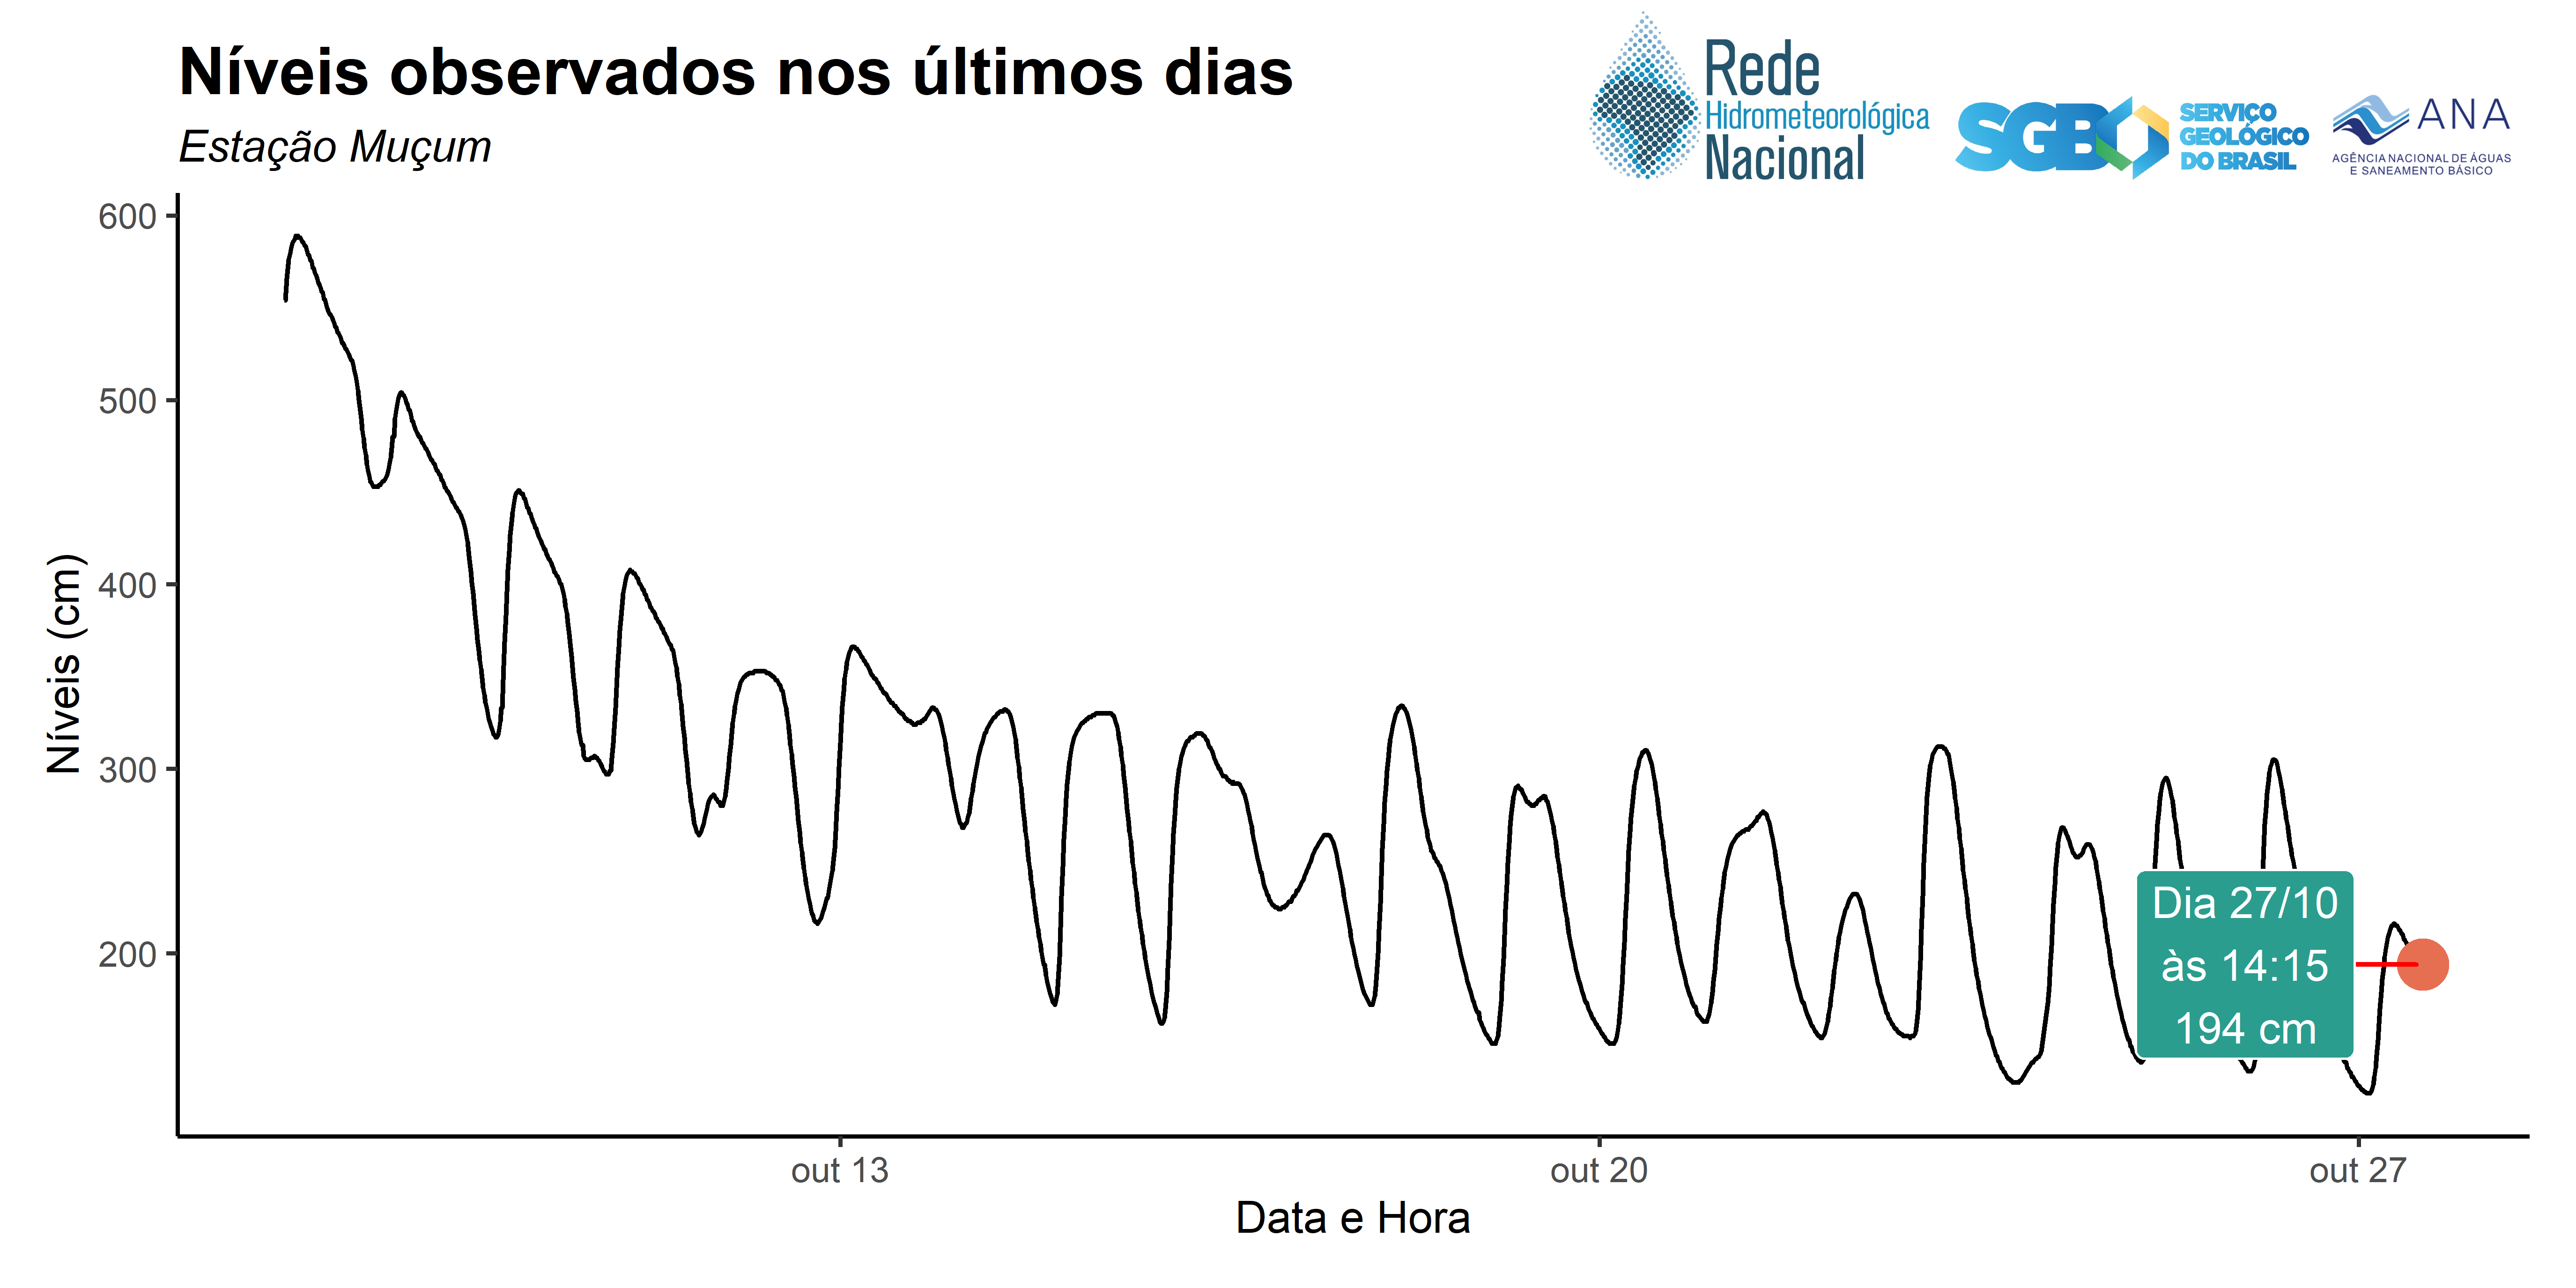 Níveis observados nos últimos dias
Estação Muçum
Rede
Hidrometeorológica
Nacional
SGB
SERVIÇO
GEOLÓGICO
DO BRASIL
ANA
AGÊNCIA NACIONAL DE ÁGUAS
E SANEAMENTO BÁSICO
Níveis (cm)
600
500
400
300
200
Dia 27/10
às 14:15
194 cm
out 13
out 20
out 27
Data e Hora